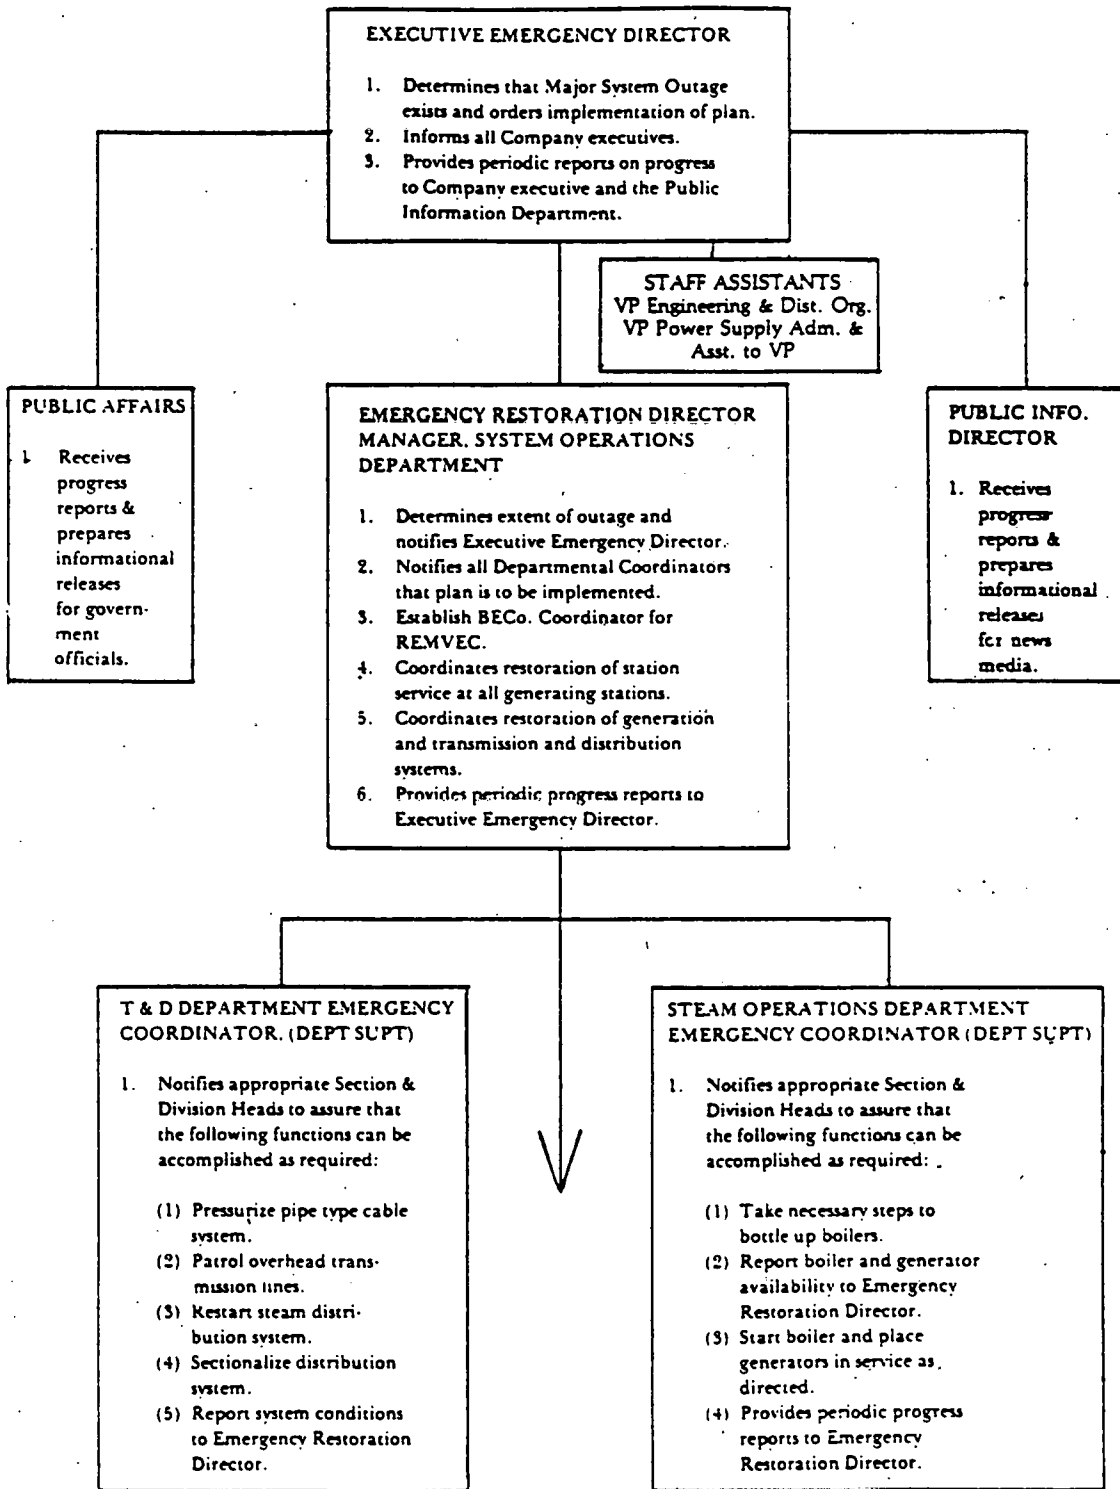 EXECUTIVE EMERGENCY DIRECTOR
1. Determines that Major System Outage
exists and orders implementation of plan.
2. Informs all Company executives.
3. Provides periodic reports on progress
to Company executive and the Public
Information Department.
STAFF ASSISTANTS
VP Engineering & Dist. Org.
VP Power Supply Adm. &
Asst. to VP
PUBLIC AFFAIRS
1. Receives
progress
reports &
prepares
informational
releases
for govern-
ment
officials.
EMERGENCY RESTORATION DIRECTOR
MANAGER, SYSTEM OPERATIONS
DEPARTMENT
1. Determines extent of outage and
notifies Executive Emergency Director.
2. Notifies all Departmental Coordinators
that plan is to be implemented.
3. Establish BECo. Coordinator for
REMVEC.
4. Coordinates restoration of station
service at all generating stations.
5. Coordinates restoration of generation
and transmission and distribution
systems.
6. Provides periodic progress reports to
Executive Emergency Director.
PUBLIC INFO.
DIRECTOR
1. Receives
progress
reports &
prepares
informational
releases
for news
media.
T & D DEPARTMENT EMERGENCY
COORDINATOR, (DEPT SUPT)
1. Notifies appropriate Section &
Division Heads to assure that
the following functions can be
accomplished as required:
(1) Pressurize pipe type cable
system.
(2) Patrol overhead trans-
mission lines.
(3) Restart steam distri-
bution system.
(4) Sectionalize distribution
system.
(5) Report system conditions
to Emergency Restoration
Director.
STEAM OPERATIONS DEPARTMENT
EMERGENCY COORDINATOR (DEPT SUPT)
1. Notifies appropriate Section &
Division Heads to assure that
the following functions can be
accomplished as required:
(1) Take necessary steps to
bottle up boilers.
(2) Report boiler and generator
availability to Emergency
Restoration Director.
(3) Start boiler and place
generators in service as
directed.
(4) Provides periodic progress
reports to Emergency
Restoration Director.